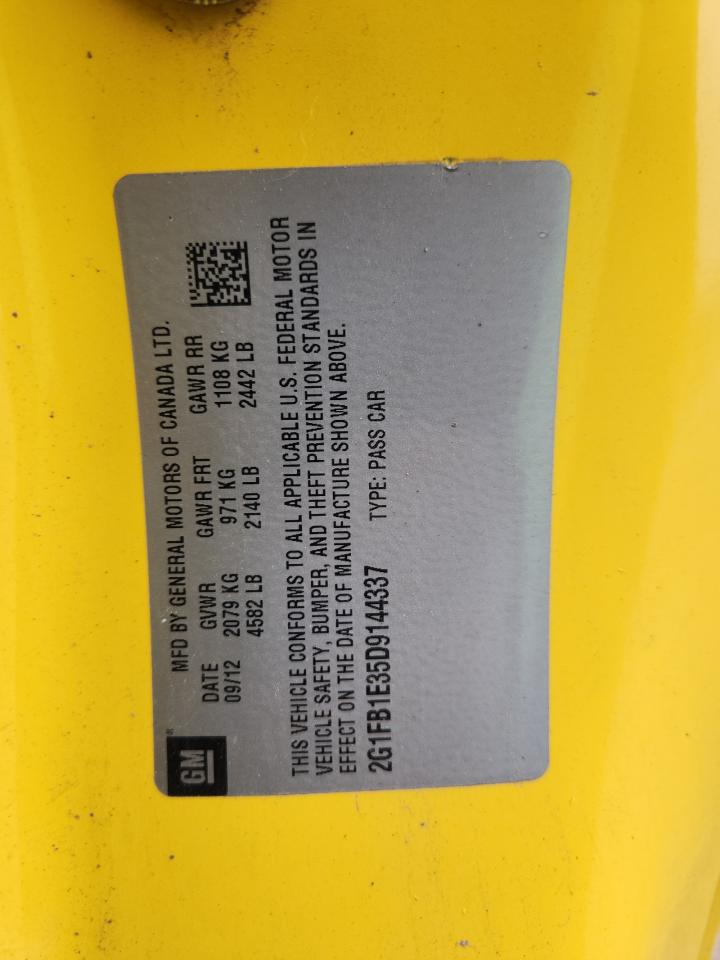 GM
MFD BY GENERAL MOTORS OF CANADA LTD.
DATE GVWR GAWR FRT GAWR RR
09/12 2079 KG 971 KG 1108 KG
4582 LB 2140 LB 2442 LB
THIS VEHICLE CONFORMS TO ALL APPLICABLE U.S. FEDERAL MOTOR
VEHICLE SAFETY, BUMPER, AND THEFT PREVENTION STANDARDS IN
EFFECT ON THE DATE OF MANUFACTURE SHOWN ABOVE.
2G1FB1E35D9144337 TYPE: PASS CAR